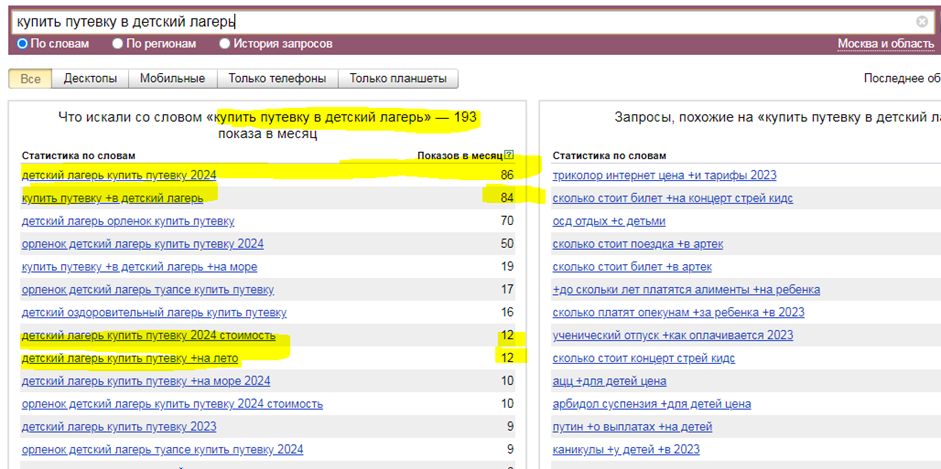 купить путевку в детский лагерь
По словам По регионам История запросов Москва и область
Все Десктопы Мобильные Только телефоны Только планшеты Последнее об
Что искали со словом «купить путевку в детский лагерь» — 193
показа в месяц
Статистика по словам Показов в месяц ?
детский лагерь купить путевку 2024 86
купить путевку +в детский лагерь 84
детский лагерь орленок купить путевку 70
орленок детский лагерь купить путевку 2024 50
купить путевку +в детский лагерь +на море 19
орленок детский лагерь туапсе купить путевку 17
детский оздоровительный лагерь купить путевку 16
детский лагерь купить путевку 2024 стоимость 12
детский лагерь купить путевку +на лето 12
детский лагерь купить путевку +на море 2024 10
орленок детский лагерь купить путевку 2024 стоимость 10
детский лагерь купить путевку 2023 9
орленок детский лагерь туапсе купить путевку 2024 9
Запросы, похожие на «купить путевку в детский ла
Статистика по словам
триколор интернет цена +и тарифы 2023
сколько стоит билет +на концерт стрей кидс
осд отдых +с детьми
сколько стоит поездка +в артек
сколько стоит билет +в артек
+до скольки лет платятся алименты +на ребенка
сколько платят опекунам +за ребенка +в 2023
ученический отпуск +как оплачивается 2023
сколько стоит концерт стрей кидс
ацц +для детей цена
арбидол суспензия +для детей цена
путин +о выплатах +на детей
каникулы +у детей +в 2023